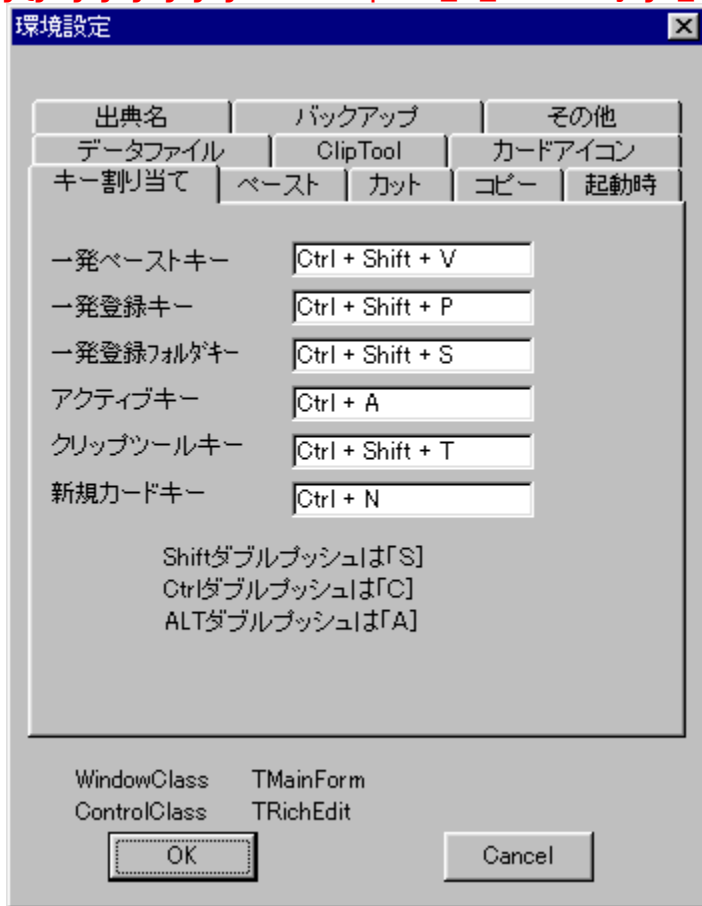 環境設定
出典名 バックアップ その他
データファイル ClipTool カードアイコン
キー割り当て ペースト カット コピー 起動時
一発ペーストキー Ctrl + Shift + V
一発登録キー Ctrl + Shift + P
一発登録フォルダキー Ctrl + Shift + S
アクティブキー Ctrl + A
クリップツールキー Ctrl + Shift + T
新規カードキー Ctrl + N
Shiftダブルプッシュは「S]
Ctrlダブルプッシュは「C]
ALTダブルプッシュは「A]
WindowClass TMainForm
ControlClass TRichEdit
OK Cancel